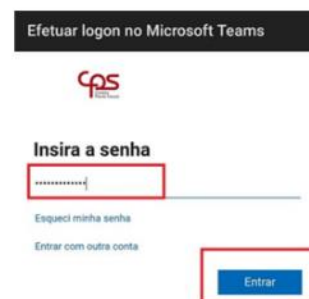 Efetuar logon no Microsoft Teams
cps
Insira a senha
•••••••••••••
Esqueci minha senha
Entrar com outra conta
Entrar